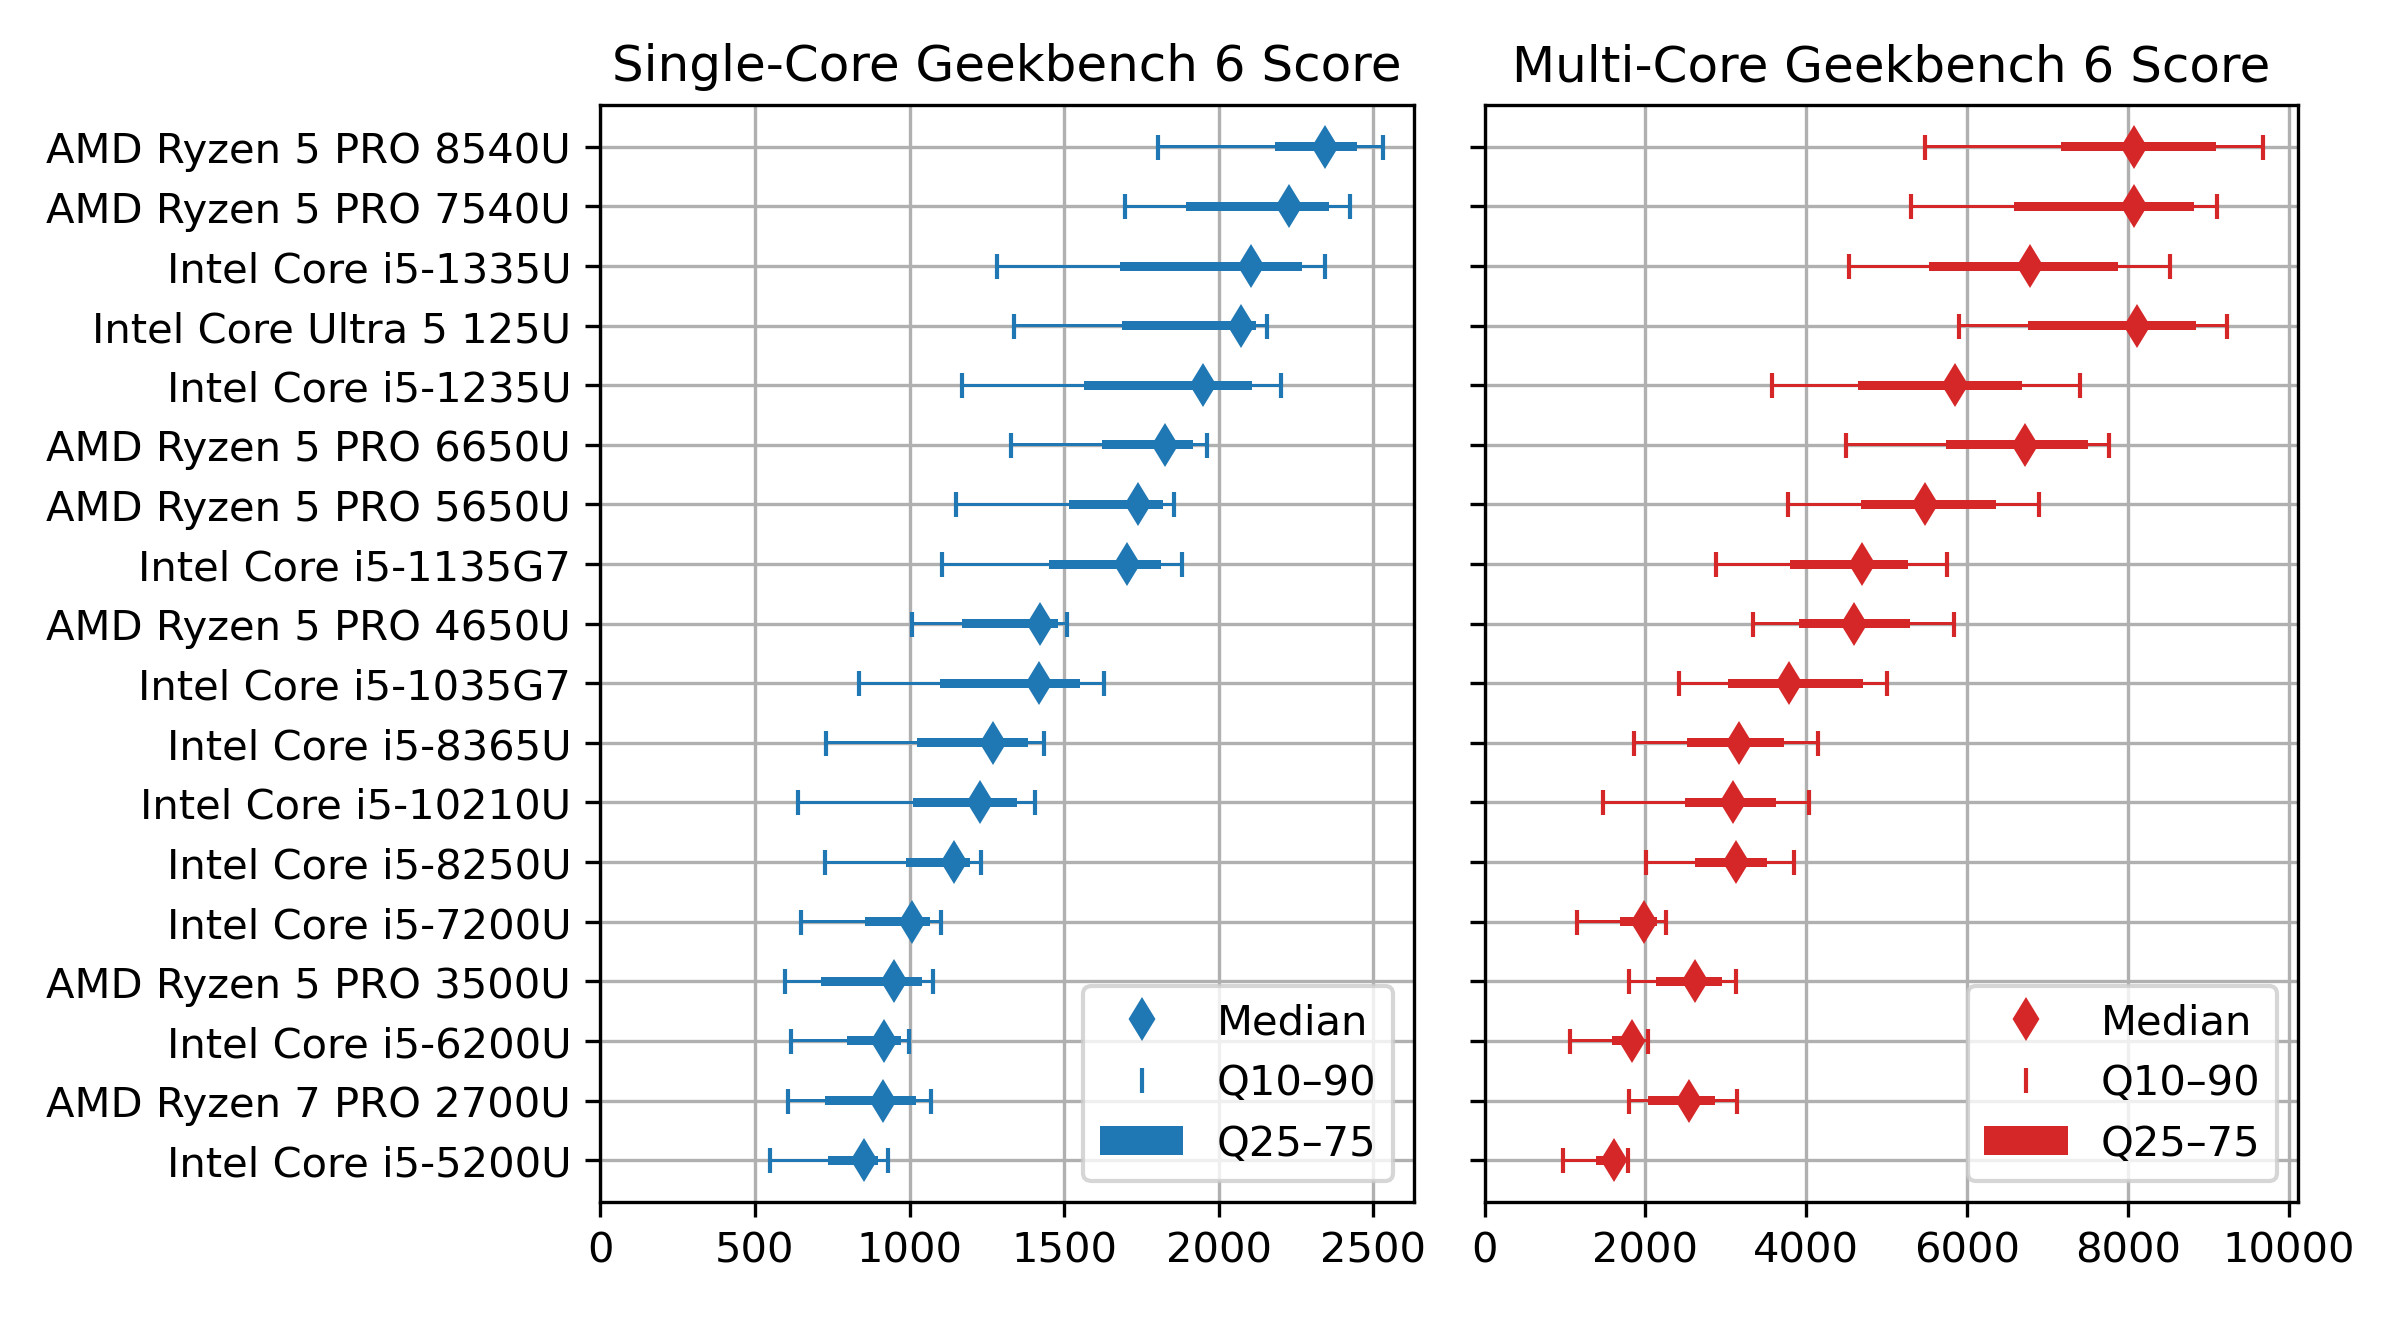 Single-Core Geekbench 6 Score
Multi-Core Geekbench 6 Score
AMD Ryzen 5 PRO 8540U
AMD Ryzen 5 PRO 7540U
Intel Core i5-1335U
Intel Core Ultra 5 125U
Intel Core i5-1235U
AMD Ryzen 5 PRO 6650U
AMD Ryzen 5 PRO 5650U
Intel Core i5-1135G7
AMD Ryzen 5 PRO 4650U
Intel Core i5-1035G7
Intel Core i5-8365U
Intel Core i5-10210U
Intel Core i5-8250U
Intel Core i5-7200U
AMD Ryzen 5 PRO 3500U
Intel Core i5-6200U
AMD Ryzen 7 PRO 2700U
Intel Core i5-5200U
Median
Q10–90
Q25–75
Median
Q10–90
Q25–75
0 500 1000 1500 2000 2500
0 2000 4000 6000 8000 10000